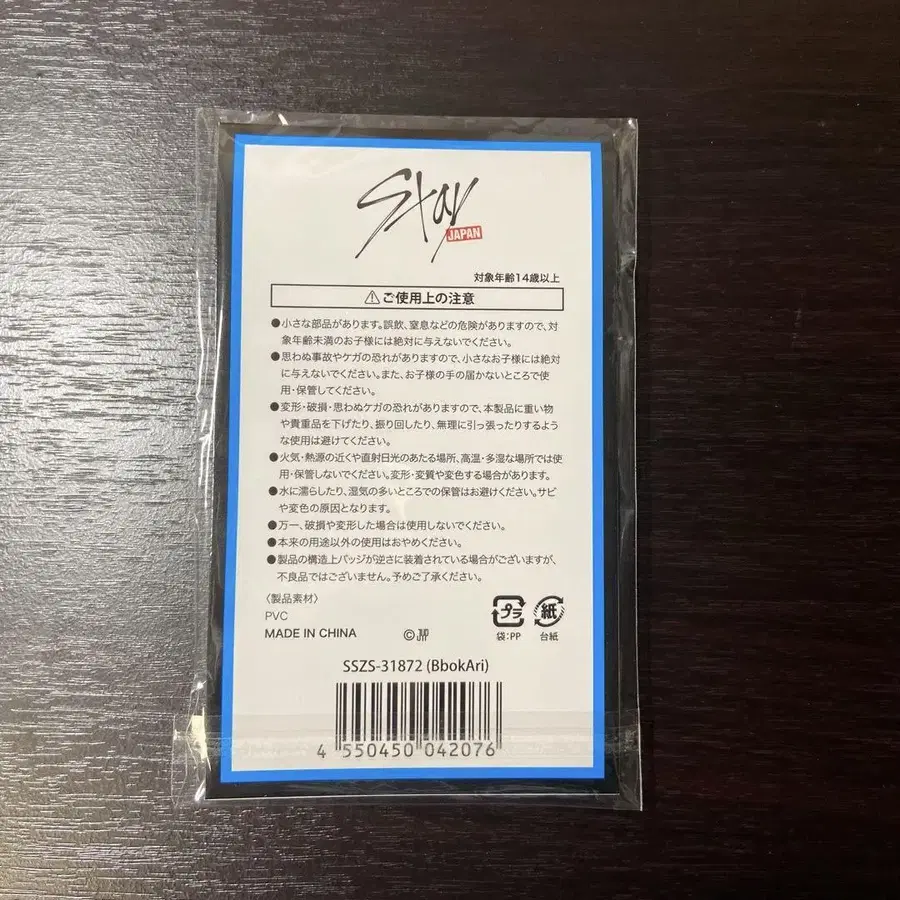 Stay
JAPAN
対象年齢14歳以上
⚠ご使用上の注意
●小さな部品があります。誤飲、窒息などの危険がありますので、対
象年齢未満のお子様には絶対に与えないでください。
●思わぬ事故やケガの恐れがありますので、小さなお子様には絶対
に与えないでください。また、お子様の手の届かないところで使
用・保管してください。
●変形・破損・思わぬケガの恐れがありますので、本製品に重い物
や貴重品を下げたり、振り回したり、無理に引っ張ったりするよう
な使用は避けてください。
●火気・熱源の近くや直射日光のあたる場所、高温・多湿な場所では使
用・保管しないでください。変形・変質や変色する場合があります。
●水に濡らしたり、湿気の多いところでの保管はお避けください。サビ
や変色の原因となります。
●万一、破損や変形した場合は使用しないでください。
●本来の用途以外の使用はおやめください。
●製品の構造上バッジが逆さに装着されている場合がございますが、
不良品ではございません。予めご了承ください。
〈製品素材〉
PVC
MADE IN CHINA
©JYP
プラ
紙
袋:PP
台紙
SSZS-31872 (BbokAri)
4 550450 042076